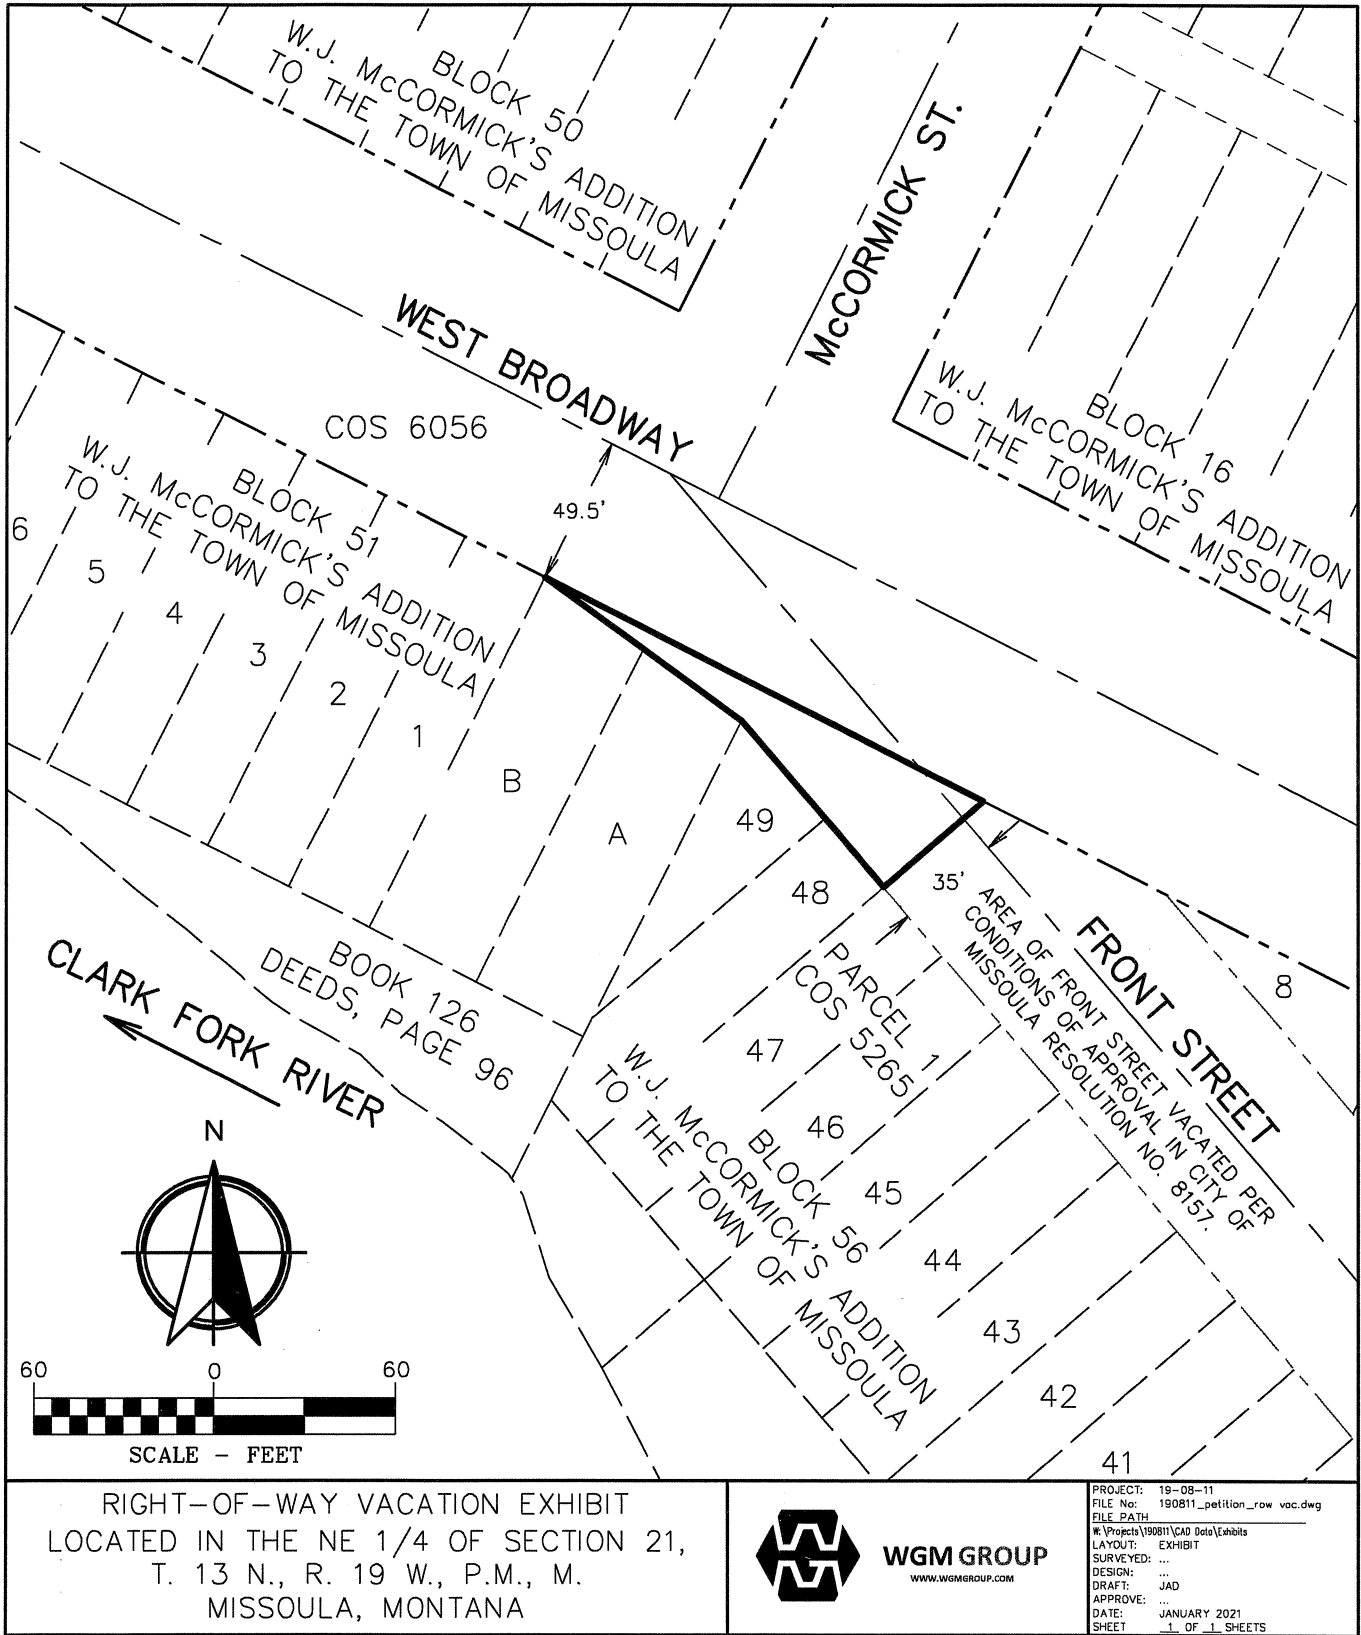 BLOCK 50
W.J. McCORMICK'S ADDITION
TO THE TOWN OF MISSOULA
McCORMICK ST.
WEST BROADWAY
BLOCK 16
W.J. McCORMICK'S ADDITION
TO THE TOWN OF MISSOULA
COS 6056
49.5'
BLOCK 51
W.J. McCORMICK'S ADDITION
TO THE TOWN OF MISSOULA
6
5
4
3
2
1
B
A
49
48
35'
AREA OF FRONT STREET VACATED PER
CONDITIONS OF APPROVAL IN CITY OF
MISSOULA RESOLUTION NO. 8157.
FRONT STREET
8
PARCEL 1
COS 5265
47
46
45
44
43
42
41
BLOCK 56
W.J. McCORMICK'S ADDITION
TO THE TOWN OF MISSOULA
BOOK 126
DEEDS, PAGE 96
CLARK FORK RIVER
N
60 0 60
SCALE - FEET
RIGHT-OF-WAY VACATION EXHIBIT
LOCATED IN THE NE 1/4 OF SECTION 21,
T. 13 N., R. 19 W., P.M., M.
MISSOULA, MONTANA
WGM GROUP
WWW.WGMGROUP.COM
PROJECT: 19-08-11
FILE No: 190811_petition_row vac.dwg
FILE PATH
W:\Projects\190811\CAD Data\Exhibits
LAYOUT: EXHIBIT
SURVEYED: ...
DESIGN: ...
DRAFT: JAD
APPROVE: ...
DATE: JANUARY 2021
SHEET 1 OF 1 SHEETS